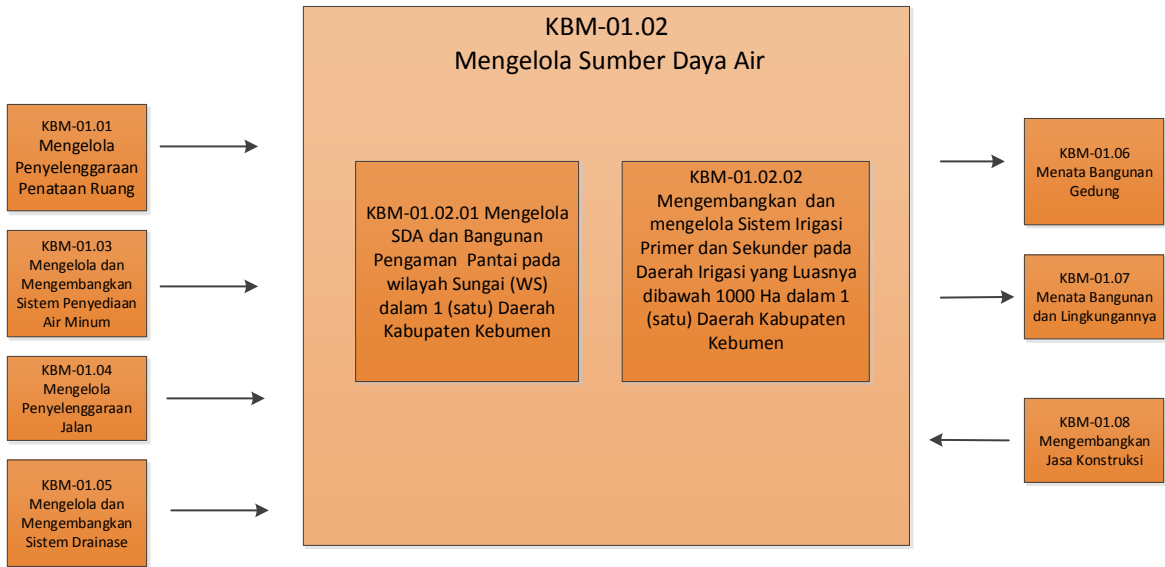 KBM-01.02
Mengelola Sumber Daya Air
KBM-01.01
Mengelola
Penyelenggaraan
Penataan Ruang
KBM-01.03
Mengelola dan
Mengembangkan
Sistem Penyediaan
Air Minum
KBM-01.04
Mengelola
Penyelenggaraan
Jalan
KBM-01.05
Mengelola dan
Mengembangkan
Sistem Drainase
KBM-01.02.01 Mengelola
SDA dan Bangunan
Pengaman Pantai pada
wilayah Sungai (WS)
dalam 1 (satu) Daerah
Kabupaten Kebumen
KBM-01.02.02
Mengembangkan dan
mengelola Sistem Irigasi
Primer dan Sekunder pada
Daerah Irigasi yang Luasnya
dibawah 1000 Ha dalam 1
(satu) Daerah Kabupaten
Kebumen
KBM-01.06
Menata Bangunan
Gedung
KBM-01.07
Menata Bangunan
dan Lingkungannya
KBM-01.08
Mengembangkan
Jasa Konstruksi